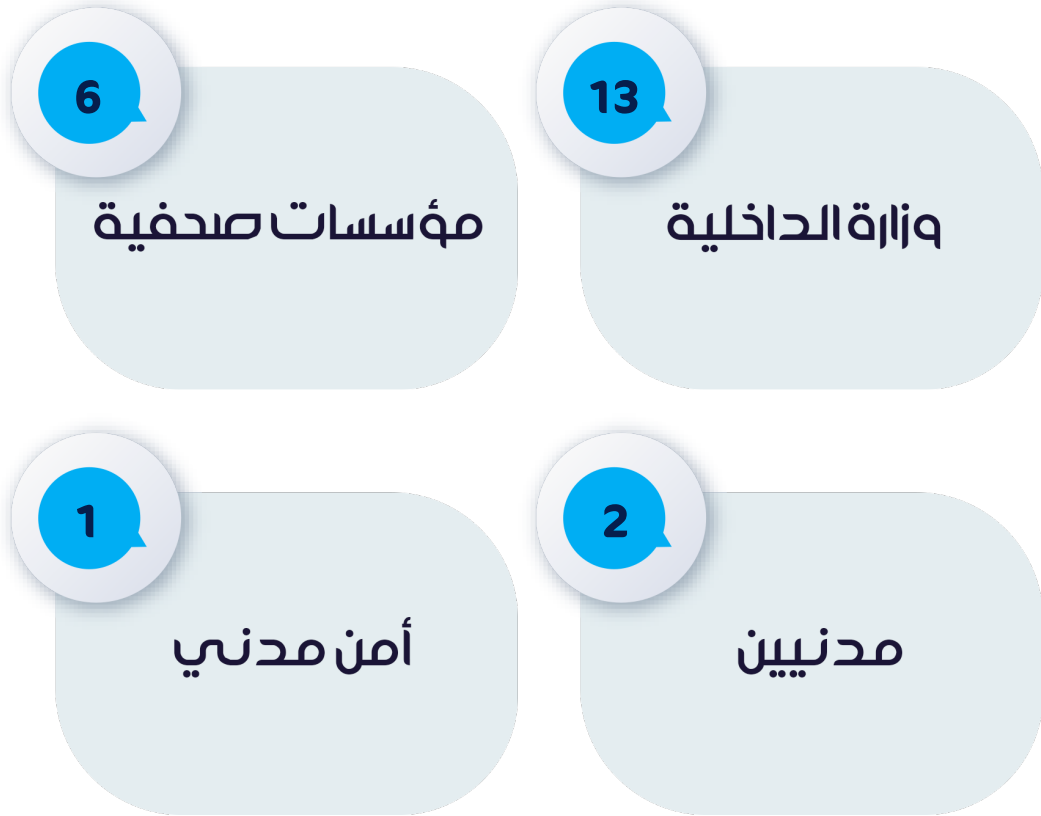 13
وزارة الداخلية
6
مؤسسات صحفية
2
مدنيين
1
أمن مدني